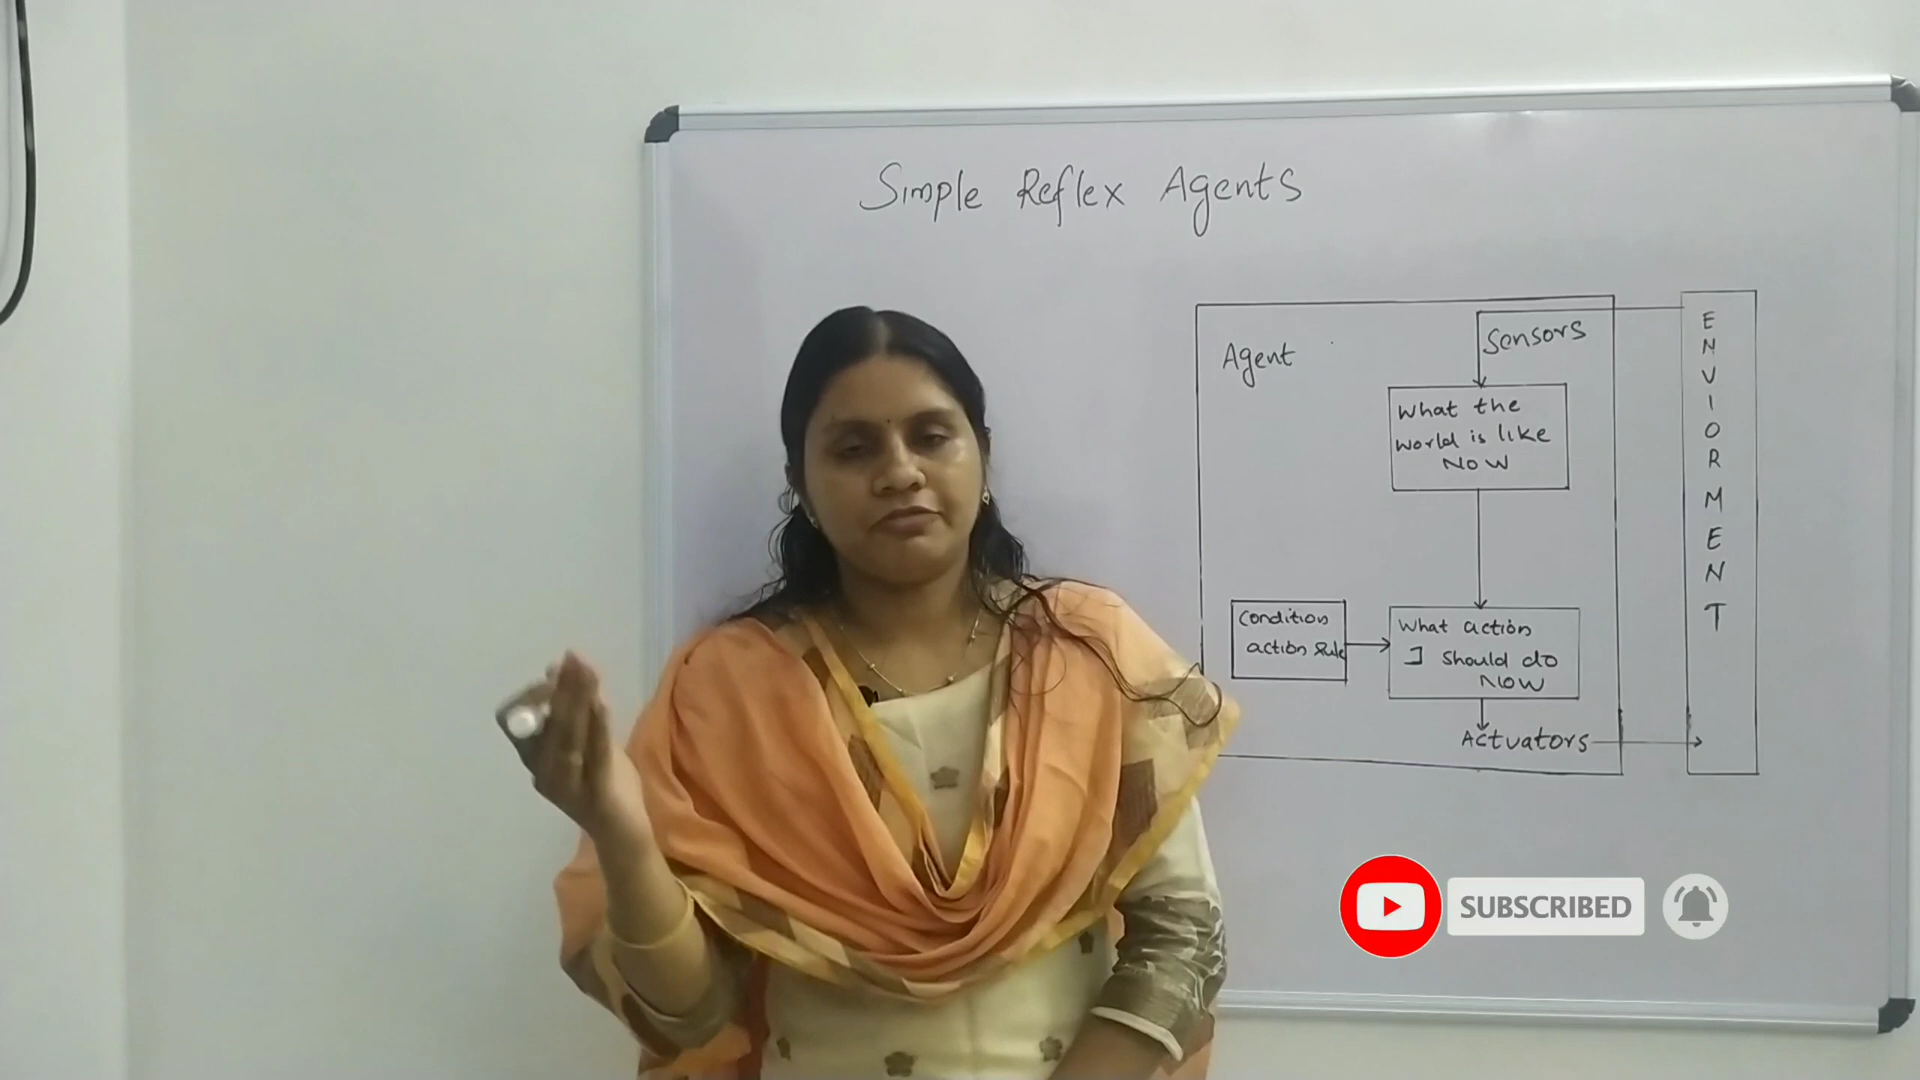 Simple Reflex Agents
Agent
Sensors
What the
world is like
NOW
Condition
action rule
What action
I should do
NOW
Actuators
ENVIORMENT
SUBSCRIBED